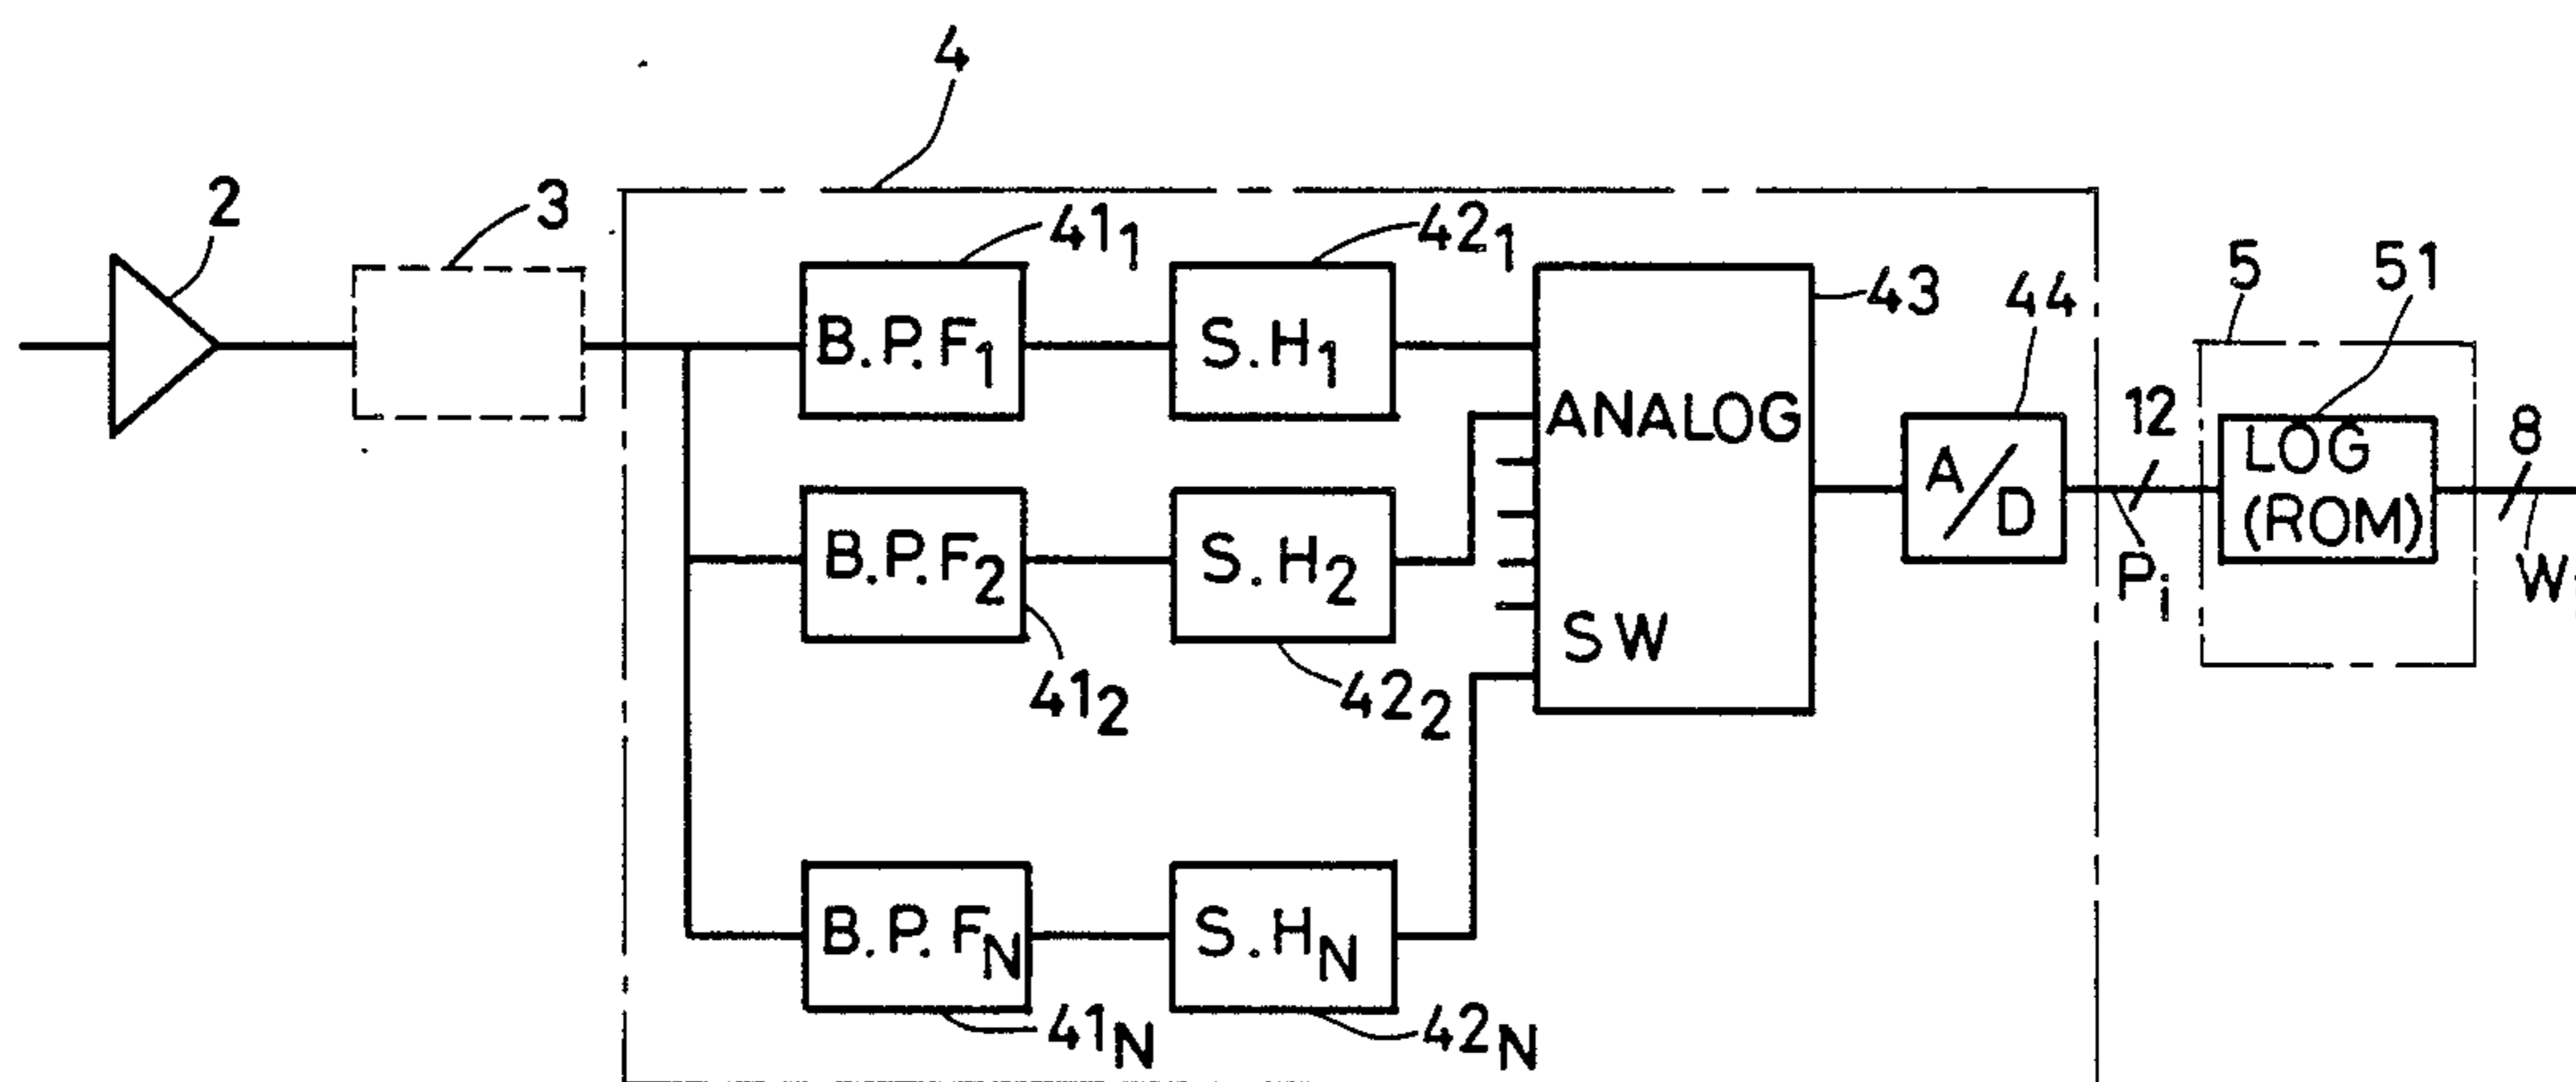 4
2
3
41₁
42₁
43
44
5
51
B.P.F₁
S.H₁
ANALOG
SW
A/D
12
LOG
(ROM)
8
Pi
W
B.P.F₂
S.H₂
41₂
42₂
B.P.F_N
S.H_N
41_N
42_N